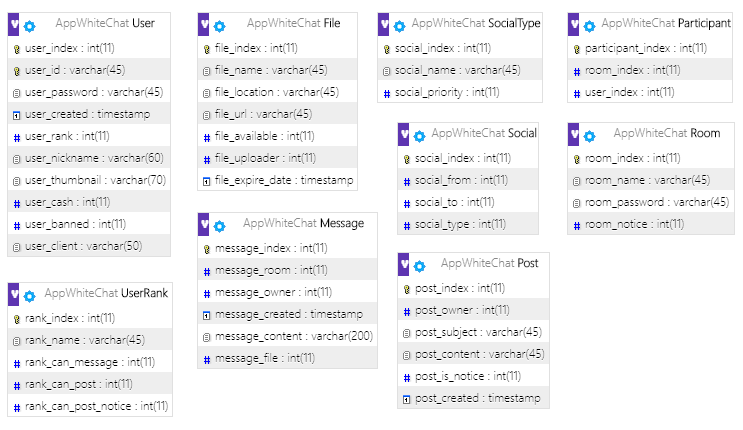 AppWhiteChat User
user_index : int(11)
user_id : varchar(45)
user_password : varchar(45)
user_created : timestamp
user_rank : int(11)
user_nickname : varchar(60)
user_thumbnail : varchar(70)
user_cash : int(11)
user_banned : int(11)
user_client : varchar(50)
AppWhiteChat UserRank
rank_index : int(11)
rank_name : varchar(45)
rank_can_message : int(11)
rank_can_post : int(11)
rank_can_post_notice : int(11)
AppWhiteChat File
file_index : int(11)
file_name : varchar(45)
file_location : varchar(45)
file_url : varchar(45)
file_available : int(11)
file_uploader : int(11)
file_expire_date : timestamp
AppWhiteChat Message
message_index : int(11)
message_room : int(11)
message_owner : int(11)
message_created : timestamp
message_content : varchar(200)
message_file : int(11)
AppWhiteChat SocialType
social_index : int(11)
social_name : varchar(45)
social_priority : int(11)
AppWhiteChat Social
social_index : int(11)
social_from : int(11)
social_to : int(11)
social_type : int(11)
AppWhiteChat Post
post_index : int(11)
post_owner : int(11)
post_subject : varchar(45)
post_content : varchar(45)
post_is_notice : int(11)
post_created : timestamp
AppWhiteChat Participant
participant_index : int(11)
room_index : int(11)
user_index : int(11)
AppWhiteChat Room
room_index : int(11)
room_name : varchar(45)
room_password : varchar(45)
room_notice : int(11)